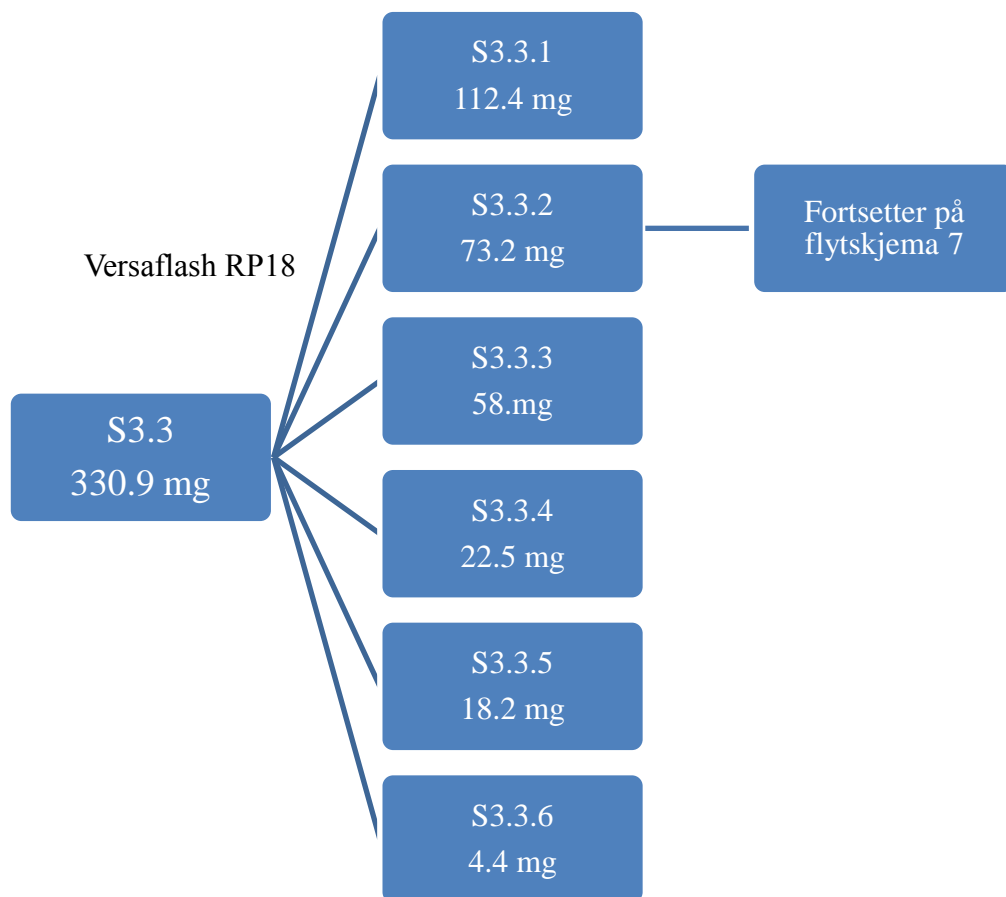 S3.3.1
112.4 mg
S3.3.2
73.2 mg
Fortsetter på
flytskjema 7
Versaflash RP18
S3.3.3
58.mg
S3.3
330.9 mg
S3.3.4
22.5 mg
S3.3.5
18.2 mg
S3.3.6
4.4 mg